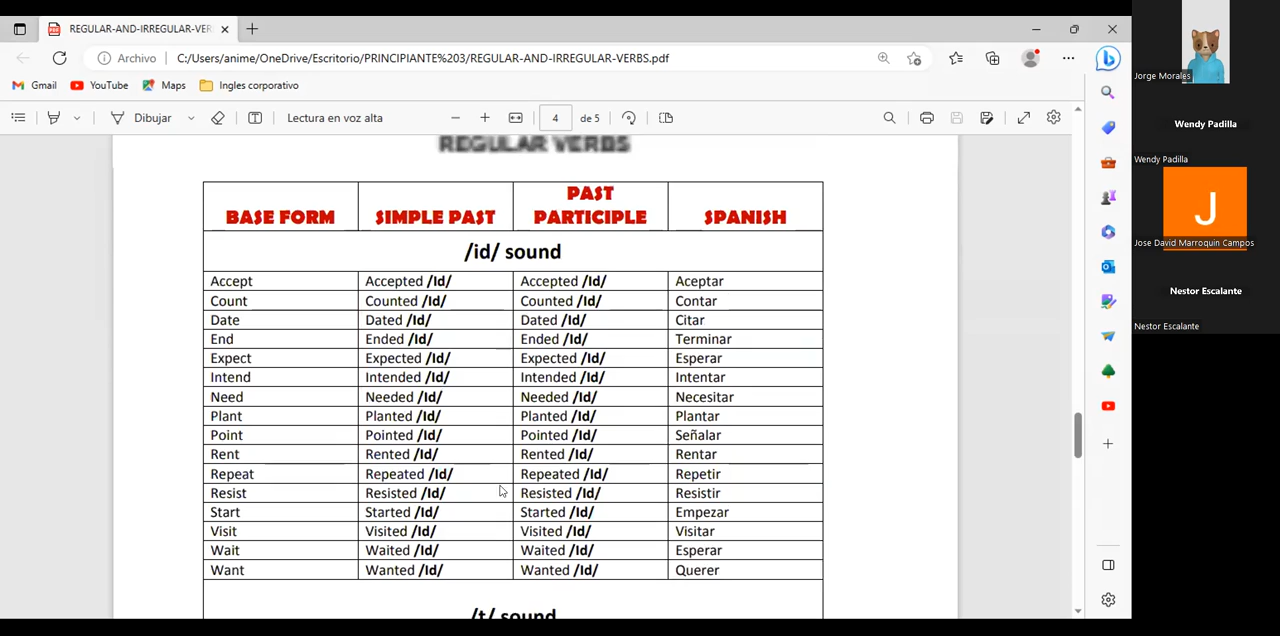 REGULAR-AND-IRREGULAR-VER
Archivo
C:/Users/anime/OneDrive/Escritorio/PRINCIPIANTE%203/REGULAR-AND-IRREGULAR-VERBS.pdf
Gmail
YouTube
Maps
Ingles corporativo
Dibujar
Lectura en voz alta
4
de 5
REGULAR VERBS
BASE FORM SIMPLE PAST PAST PARTICIPLE SPANISH
/id/ sound
Accept Accepted /Id/ Accepted /Id/ Aceptar
Count Counted /Id/ Counted /Id/ Contar
Date Dated /Id/ Dated /Id/ Citar
End Ended /Id/ Ended /Id/ Terminar
Expect Expected /Id/ Expected /Id/ Esperar
Intend Intended /Id/ Intended /Id/ Intentar
Need Needed /Id/ Needed /Id/ Necesitar
Plant Planted /Id/ Planted /Id/ Plantar
Point Pointed /Id/ Pointed /Id/ Señalar
Rent Rented /Id/ Rented /Id/ Rentar
Repeat Repeated /Id/ Repeated /Id/ Repetir
Resist Resisted /Id/ Resisted /Id/ Resistir
Start Started /Id/ Started /Id/ Empezar
Visit Visited /Id/ Visited /Id/ Visitar
Wait Waited /Id/ Waited /Id/ Esperar
Want Wanted /Id/ Wanted /Id/ Querer
/t/ sound
Jorge Morales
Wendy Padilla
Wendy Padilla
J
Jose David Marroquin Campos
Nestor Escalante
Nestor Escalante